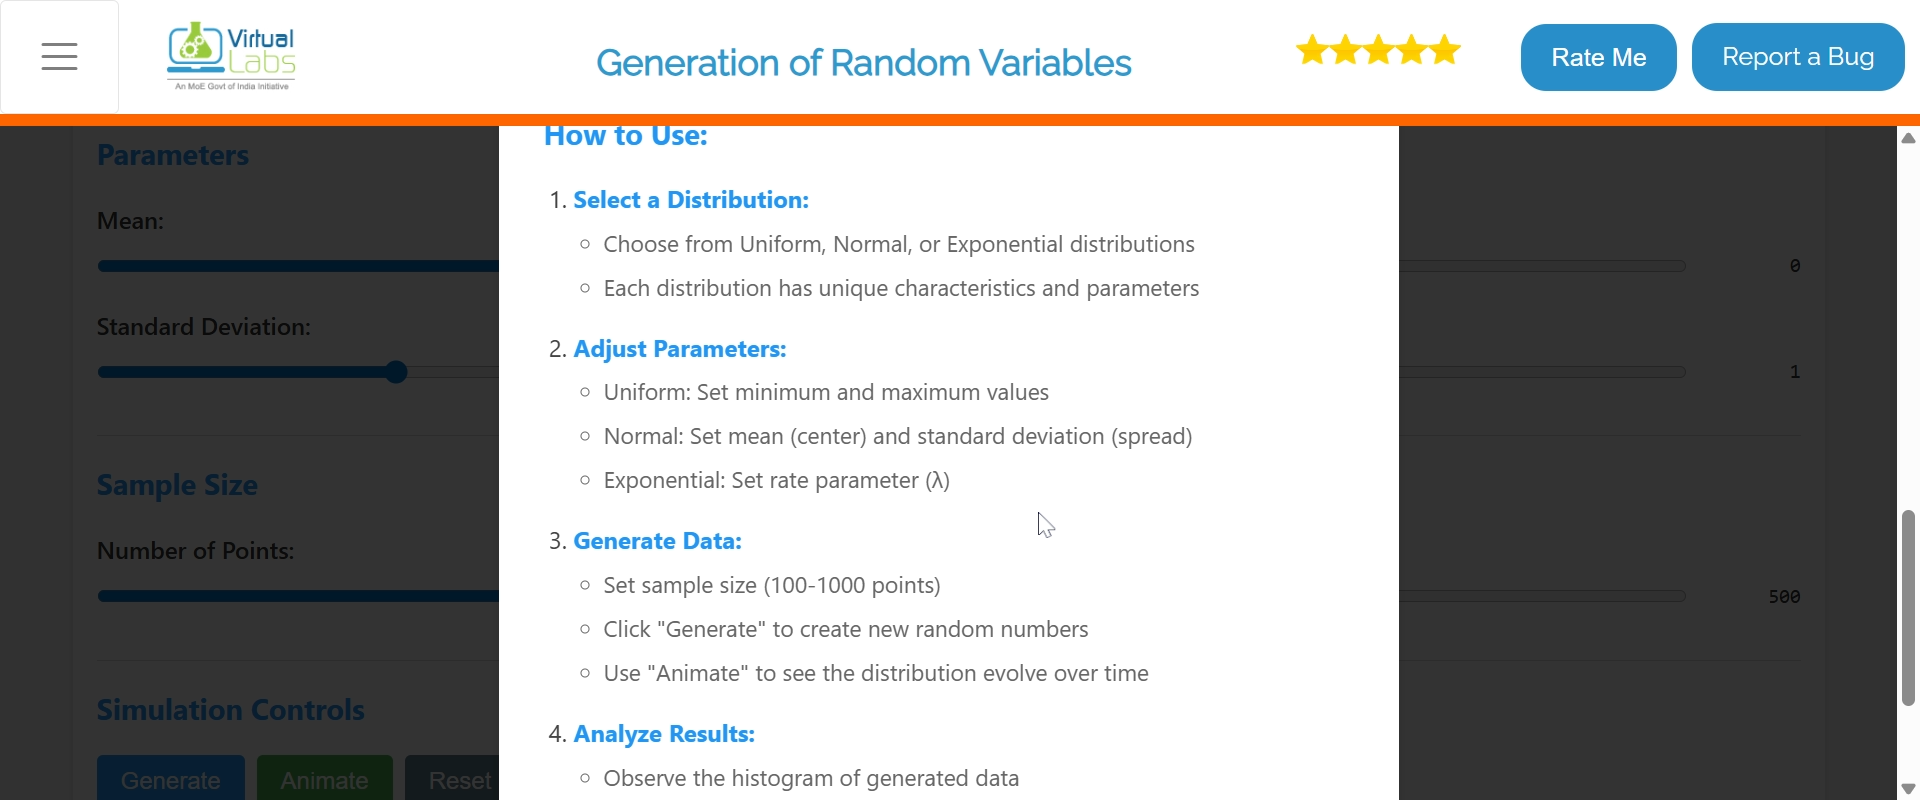 Virtual
Labs
An MoE Govt of India Initiative
Generation of Random Variables
Rate Me
Report a Bug
Parameters
Mean:
0
Standard Deviation:
1
Sample Size
Number of Points:
500
Simulation Controls
Generate
Animate
Reset
How to Use:
1. Select a Distribution:
Choose from Uniform, Normal, or Exponential distributions
Each distribution has unique characteristics and parameters
2. Adjust Parameters:
Uniform: Set minimum and maximum values
Normal: Set mean (center) and standard deviation (spread)
Exponential: Set rate parameter (λ)
3. Generate Data:
Set sample size (100-1000 points)
Click "Generate" to create new random numbers
Use "Animate" to see the distribution evolve over time
4. Analyze Results:
Observe the histogram of generated data